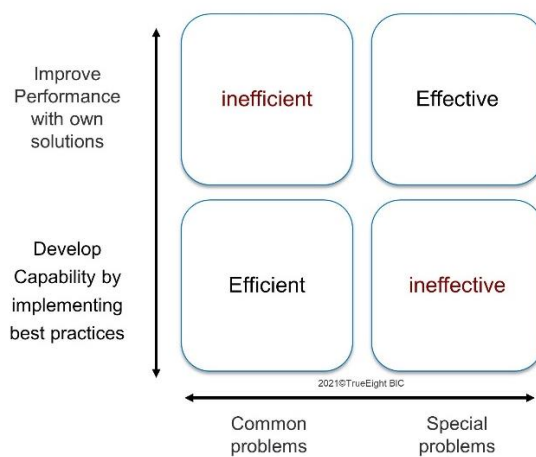 Improve
Performance
with own
solutions
inefficient
Effective
Develop
Capability by
implementing
best practices
Efficient
ineffective
2021©TrueEight BIC
Common
problems
Special
problems